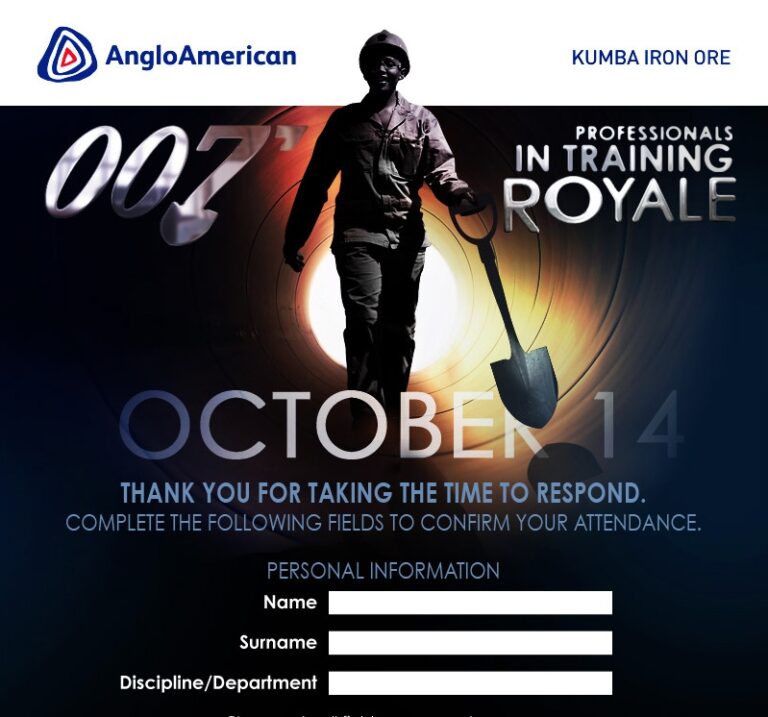 AngloAmerican
KUMBA IRON ORE
007
PROFESSIONALS
IN TRAINING
ROYALE
OCTOBER 14
THANK YOU FOR TAKING THE TIME TO RESPOND.
COMPLETE THE FOLLOWING FIELDS TO CONFIRM YOUR ATTENDANCE.
PERSONAL INFORMATION
Name
Surname
Discipline/Department